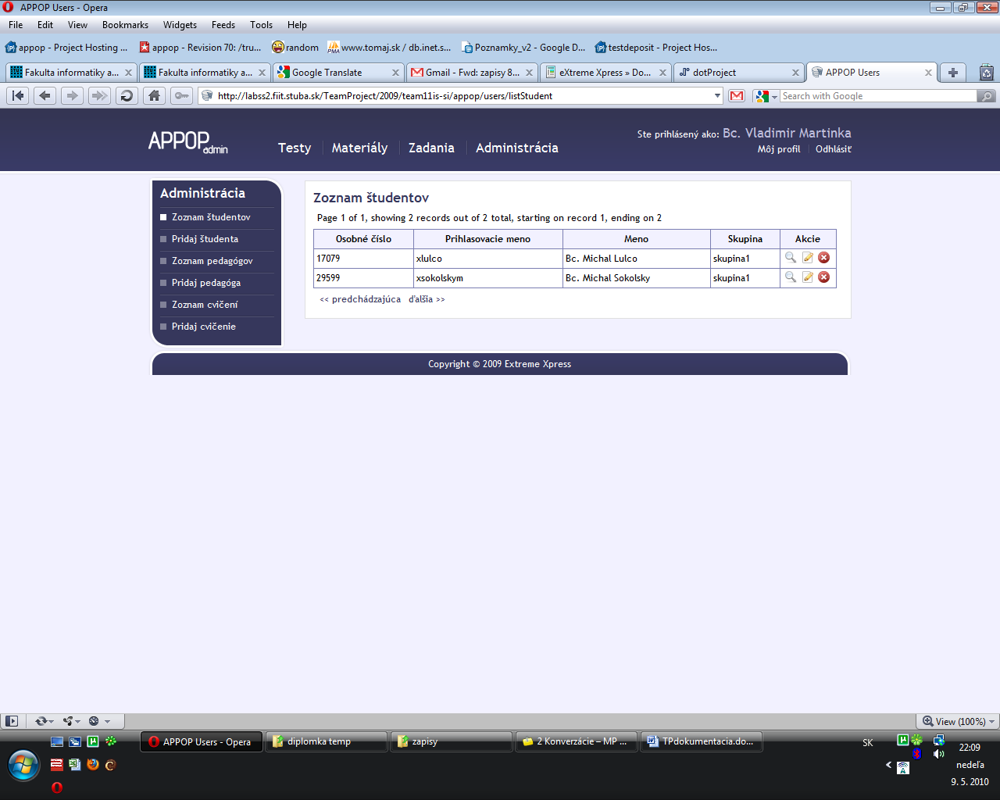 APPOP Users - Opera
File Edit View Bookmarks Widgets Feeds Tools Help
appop - Project Hosting ... appop - Revision 70: /tru... random www.tomaj.sk / db.inet.s... Poznamky_v2 - Google D... testdeposit - Project Hos...
Fakulta informatiky a... Fakulta informatiky a... Google Translate Gmail - Fwd: zapisy 8... eXtreme Xpress » Do... dotProject APPOP Users
http://labss2.fiit.stuba.sk/TeamProject/2009/team11is-si/appop/users/listStudent Search with Google
APPOP admin
Testy Materiály Zadania Administrácia
Ste prihlásený ako: Bc. Vladimir Martinka
Môj profil Odhlásiť
Administrácia
Zoznam študentov
Pridaj študenta
Zoznam pedagógov
Pridaj pedagóga
Zoznam cvičení
Pridaj cvičenie
Zoznam študentov
Page 1 of 1, showing 2 records out of 2 total, starting on record 1, ending on 2
Osobné číslo Prihlasovacie meno Meno Skupina Akcie
17079 xlulco Bc. Michal Lulco skupina1
29599 xsokolskym Bc. Michal Sokolsky skupina1
<< predchádzajúca ďalšia >>
Copyright © 2009 Extreme Xpress
View (100%)
APPOP Users - Opera diplomka temp zapisy 2 Konverzácie – MP ... TPdokumentacia.do... SK
22:09
nedeľa
9. 5. 2010